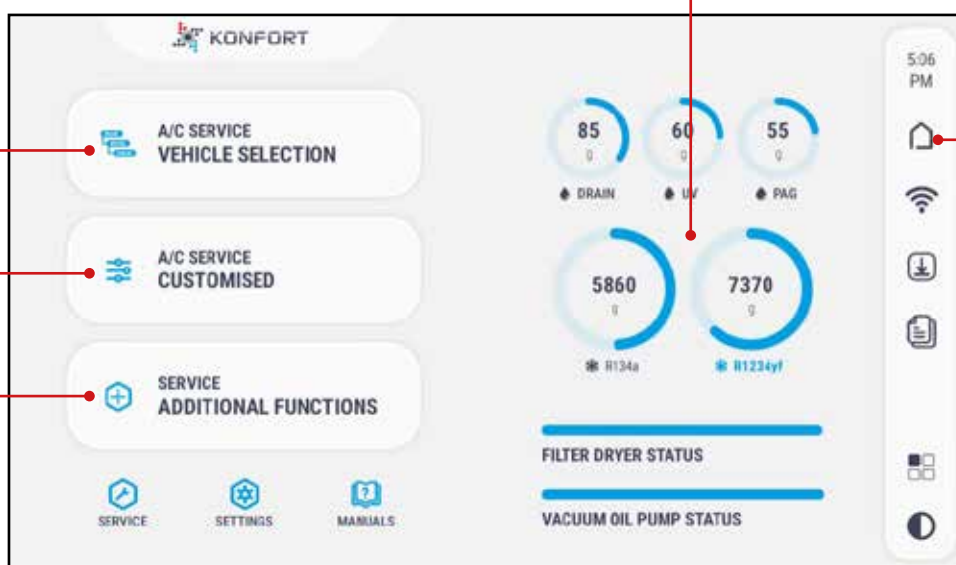 KONFORT
5:06
PM
A/C SERVICE
VEHICLE SELECTION
A/C SERVICE
CUSTOMISED
SERVICE
ADDITIONAL FUNCTIONS
SERVICE
SETTINGS
MANUALS
85
g
DRAIN
60
g
UV
55
g
PAG
5860
g
R134a
7370
g
R1234yf
FILTER DRYER STATUS
VACUUM OIL PUMP STATUS